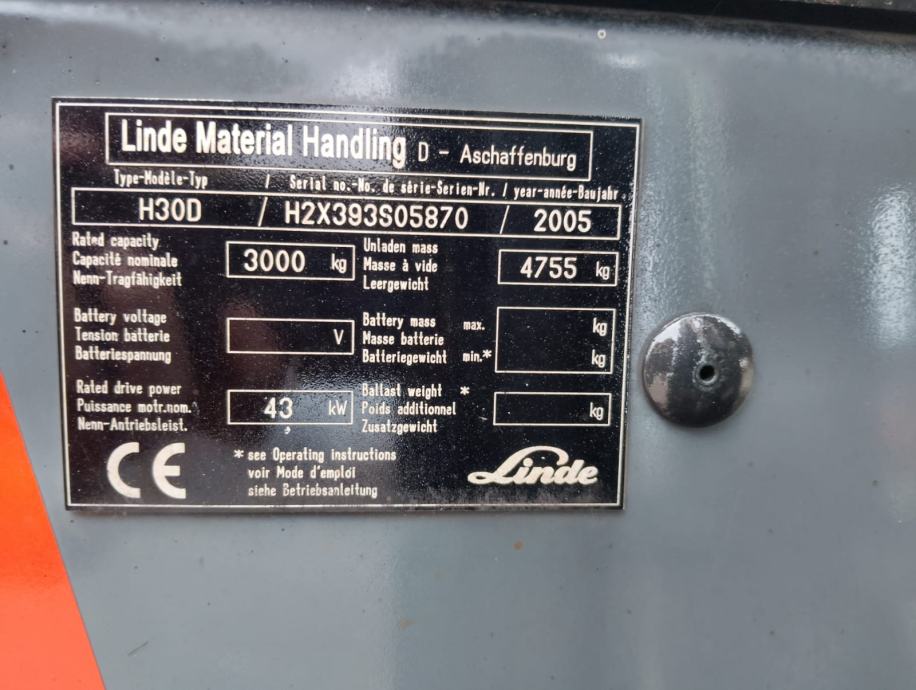 Linde Material Handling D - Aschaffenburg
Type-Modèle-Typ / Serial no.-No. de série-Serien-Nr. / year-année-Baujahr
H30D / H2X393S05870 / 2005
Rated capacity
Capacité nominale
Nenn-Tragfähigkeit
3000 kg
Unladen mass
Masse à vide
Leergewicht
4755 kg
Battery voltage
Tension batterie
Batteriespannung
V
Battery mass max.
Masse batterie
Batteriegewicht min.*
kg
kg
Rated drive power
Puissance motr.nom.
Nenn-Antriebsleist.
43 kW
Ballast weight *
Poids additionnel
Zusatzgewicht
kg
CE
* see Operating instructions
voir Mode d'emploi
siehe Betriebsanleitung
Linde